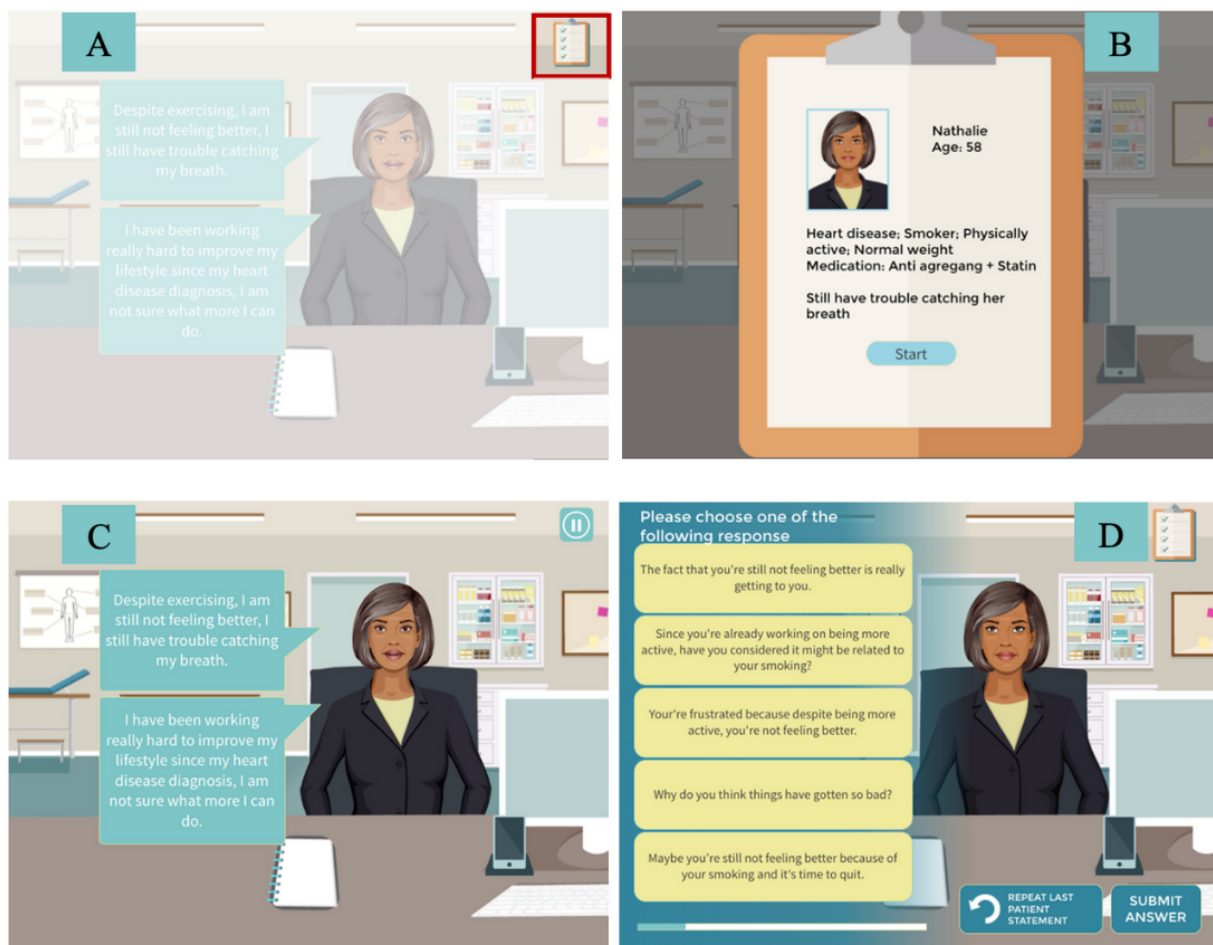 A
Despite exercising, I am
still not feeling better, I
still have trouble catching
my breath.
I have been working
really hard to improve my
lifestyle since my heart
disease diagnosis, I am
not sure what more I can
do.
B
Nathalie
Age: 58
Heart disease; Smoker; Physically
active; Normal weight
Medication: Anti agregang + Statin
Still have trouble catching her
breath
Start
C
Despite exercising, I am
still not feeling better, I
still have trouble catching
my breath.
I have been working
really hard to improve my
lifestyle since my heart
disease diagnosis, I am
not sure what more I can
do.
D
Please choose one of the
following response
The fact that you're still not feeling better is really
getting to you.
Since you're already working on being more
active, have you considered it might be related to
your smoking?
Your're frustrated because despite being more
active, you're not feeling better.
Why do you think things have gotten so bad?
Maybe you're still not feeling better because of
your smoking and it's time to quit.
REPEAT LAST
PATIENT
STATEMENT
SUBMIT
ANSWER